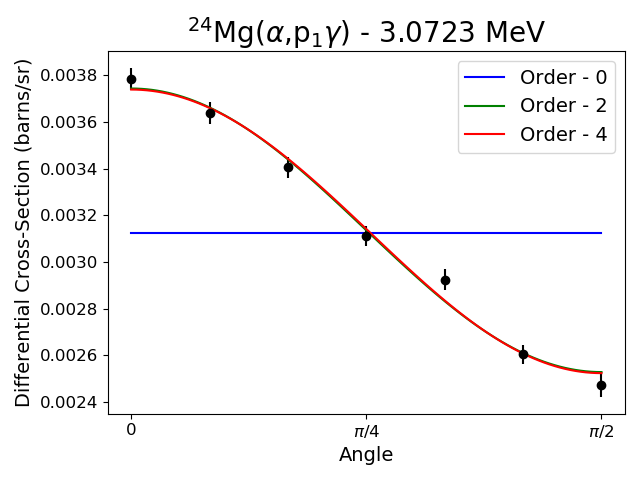 ²⁴Mg(α,p₁γ) - 3.0723 MeV
Order - 0
Order - 2
Order - 4
Differential Cross-Section (barns/sr)
0.0038
0.0036
0.0034
0.0032
0.0030
0.0028
0.0026
0.0024
0 π/4 π/2
Angle